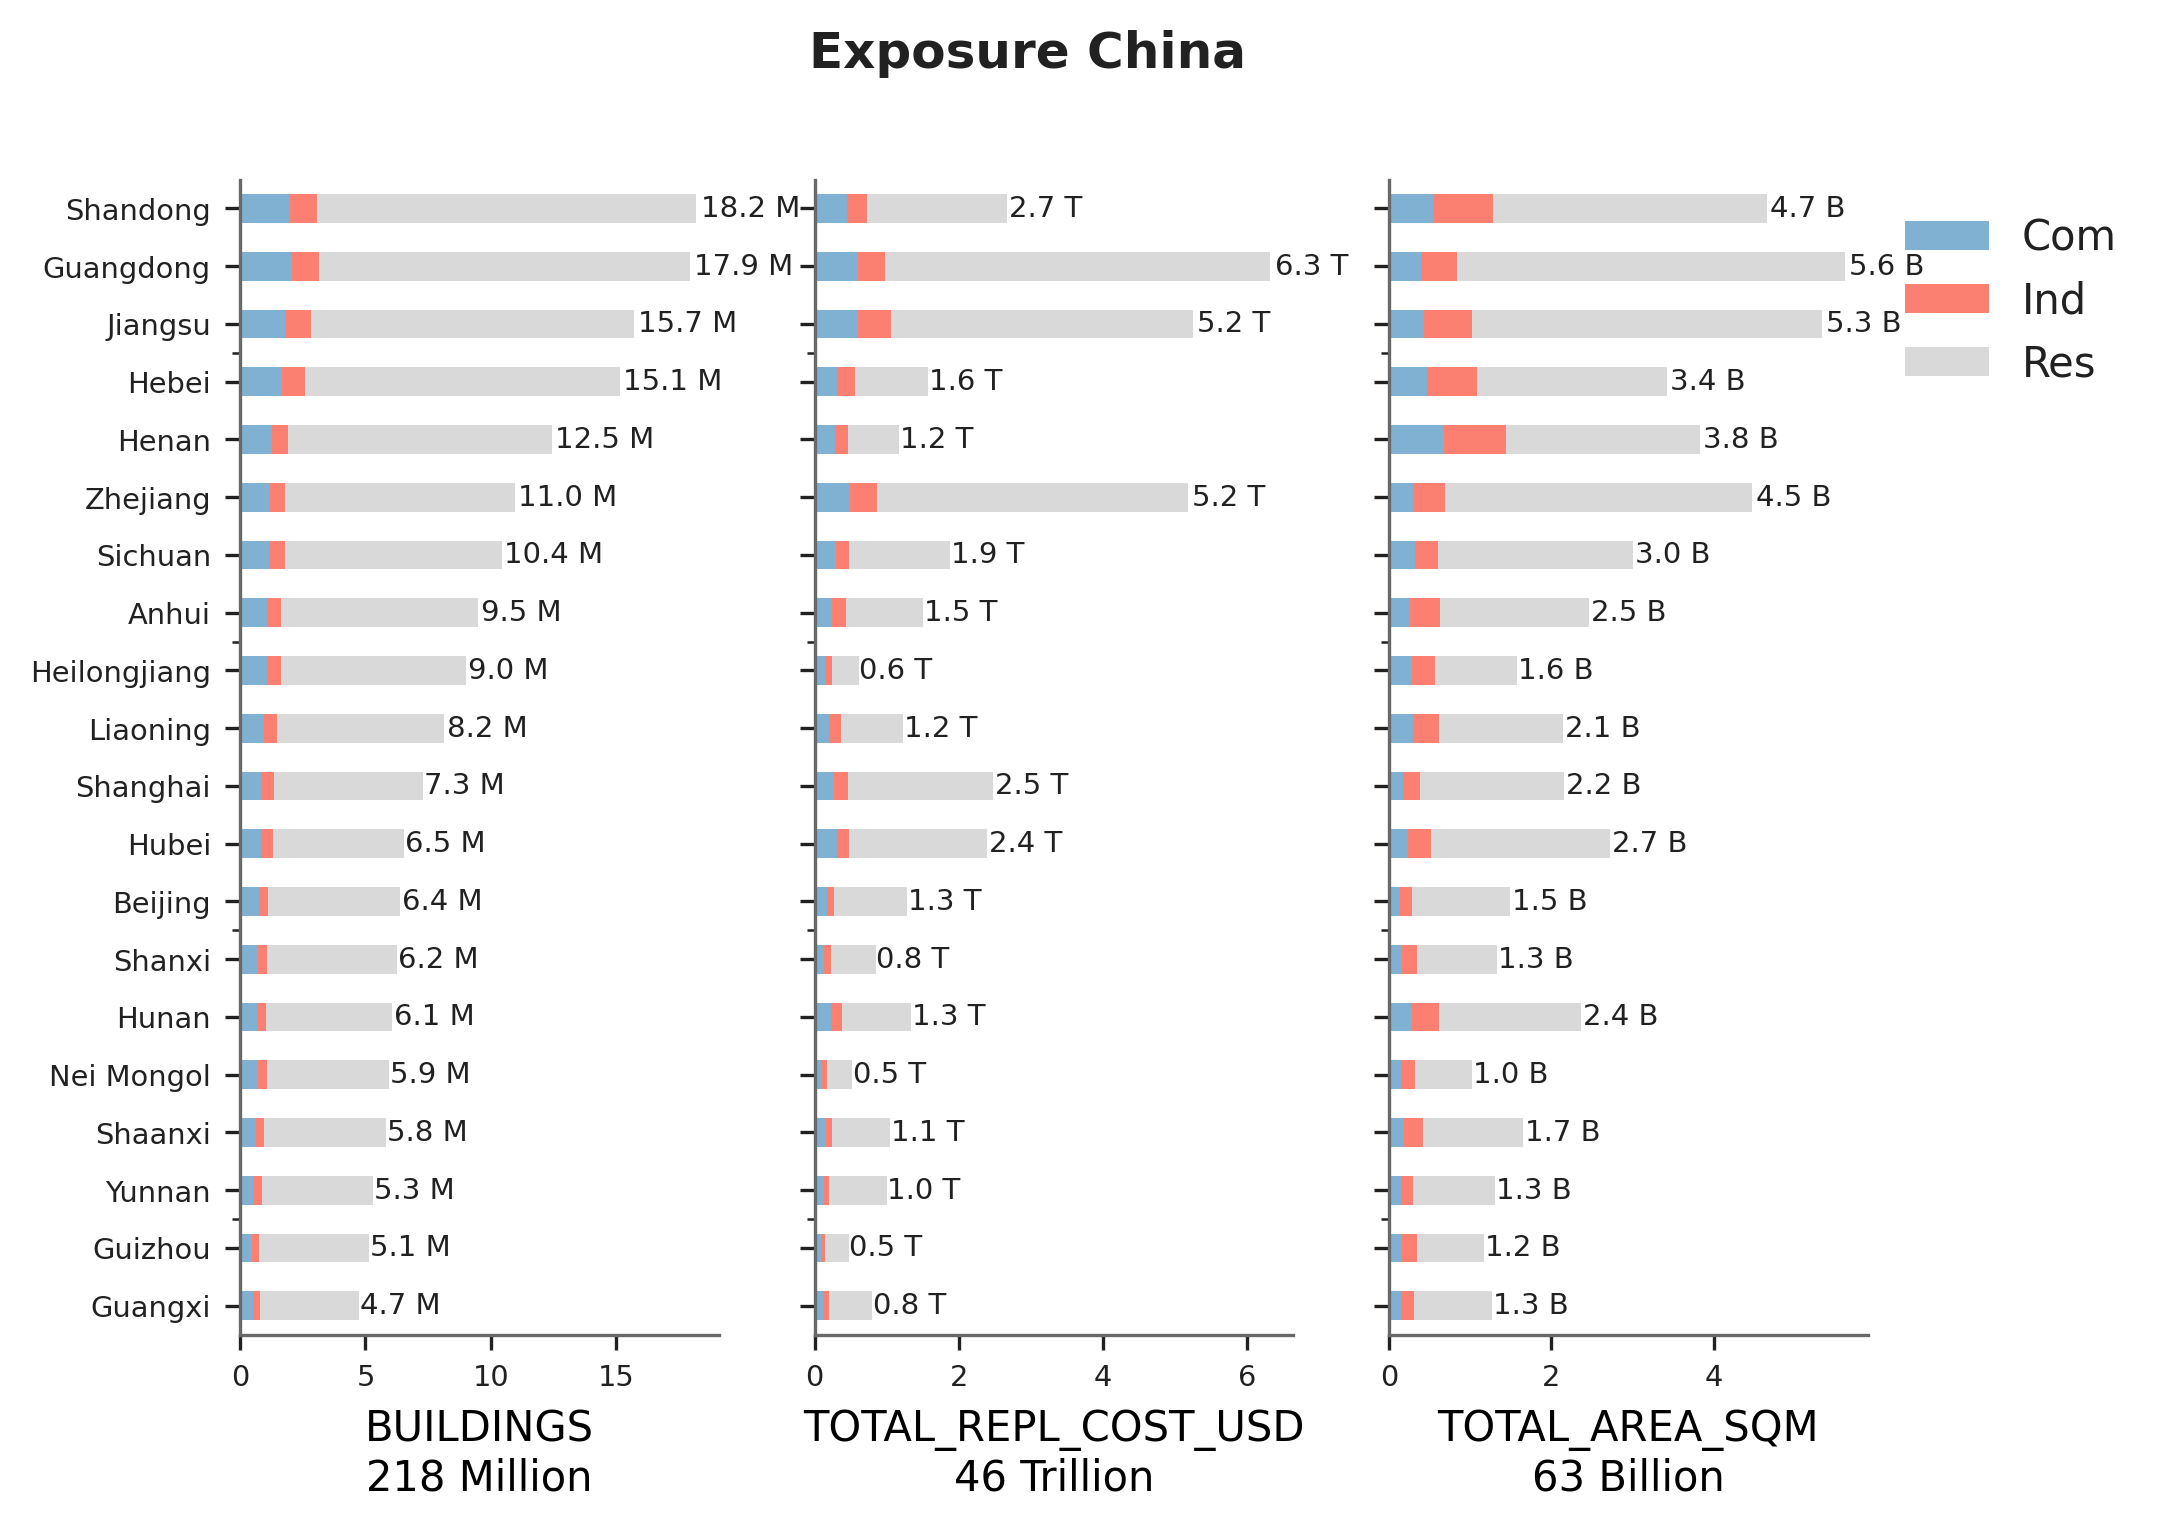 Exposure China
Shandong 18.2 M 2.7 T 4.7 B
Guangdong 17.9 M 6.3 T 5.6 B
Jiangsu 15.7 M 5.2 T 5.3 B
Hebei 15.1 M 1.6 T 3.4 B
Henan 12.5 M 1.2 T 3.8 B
Zhejiang 11.0 M 5.2 T 4.5 B
Sichuan 10.4 M 1.9 T 3.0 B
Anhui 9.5 M 1.5 T 2.5 B
Heilongjiang 9.0 M 0.6 T 1.6 B
Liaoning 8.2 M 1.2 T 2.1 B
Shanghai 7.3 M 2.5 T 2.2 B
Hubei 6.5 M 2.4 T 2.7 B
Beijing 6.4 M 1.3 T 1.5 B
Shanxi 6.2 M 0.8 T 1.3 B
Hunan 6.1 M 1.3 T 2.4 B
Nei Mongol 5.9 M 0.5 T 1.0 B
Shaanxi 5.8 M 1.1 T 1.7 B
Yunnan 5.3 M 1.0 T 1.3 B
Guizhou 5.1 M 0.5 T 1.2 B
Guangxi 4.7 M 0.8 T 1.3 B
0 5 10 15 0 2 4 6 0 2 4
BUILDINGS TOTAL_REPL_COST_USD TOTAL_AREA_SQM
218 Million 46 Trillion 63 Billion
Com
Ind
Res